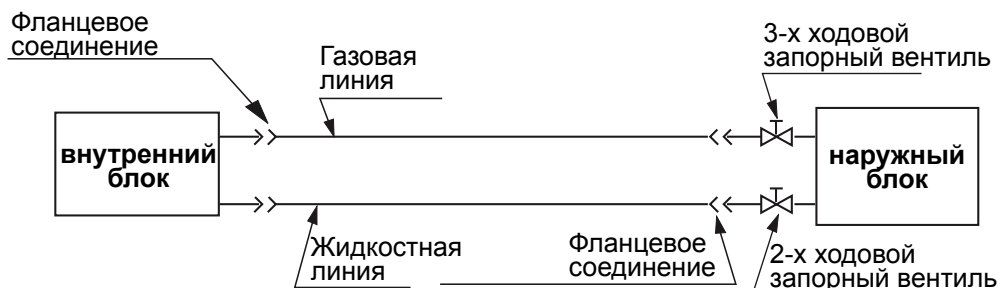 Фланцевое
соединение
Газовая
линия
3-х ходовой
запорный вентиль
внутренний
блок
наружный
блок
Жидкостная
линия
Фланцевое
соединение
2-х ходовой
запорный вентиль